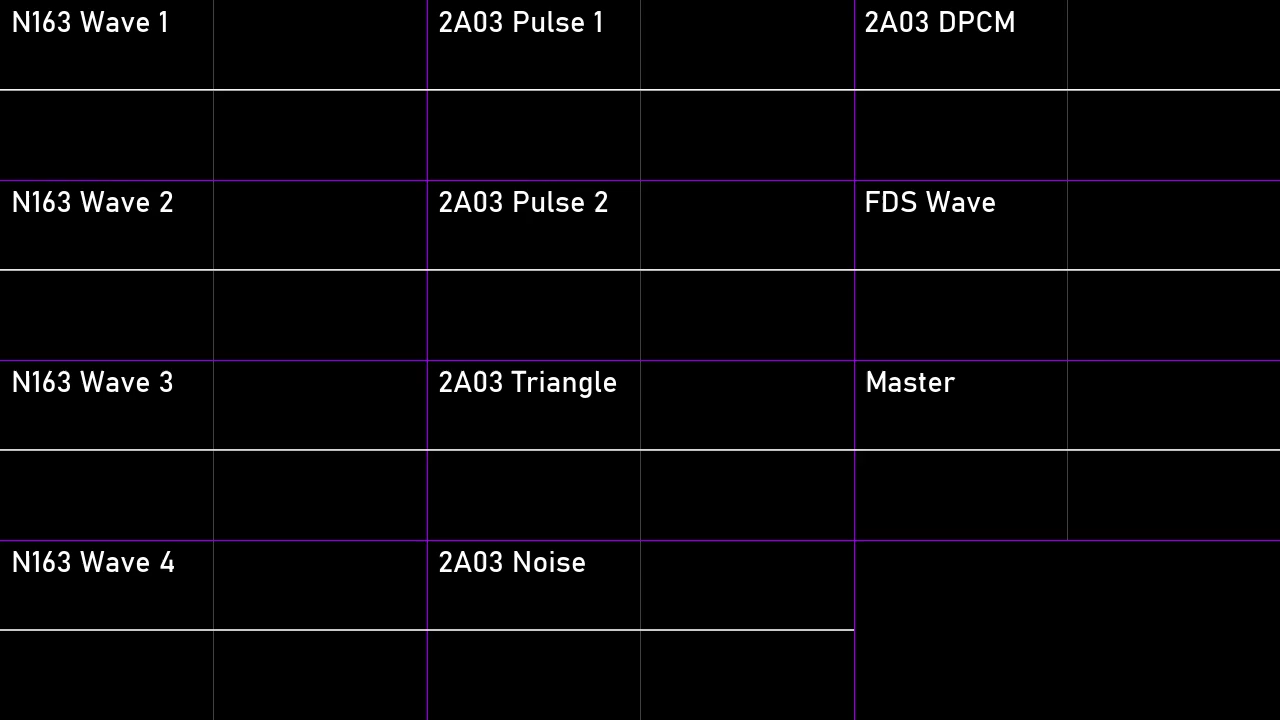 N163 Wave 1
2A03 Pulse 1
2A03 DPCM
N163 Wave 2
2A03 Pulse 2
FDS Wave
N163 Wave 3
2A03 Triangle
Master
N163 Wave 4
2A03 Noise